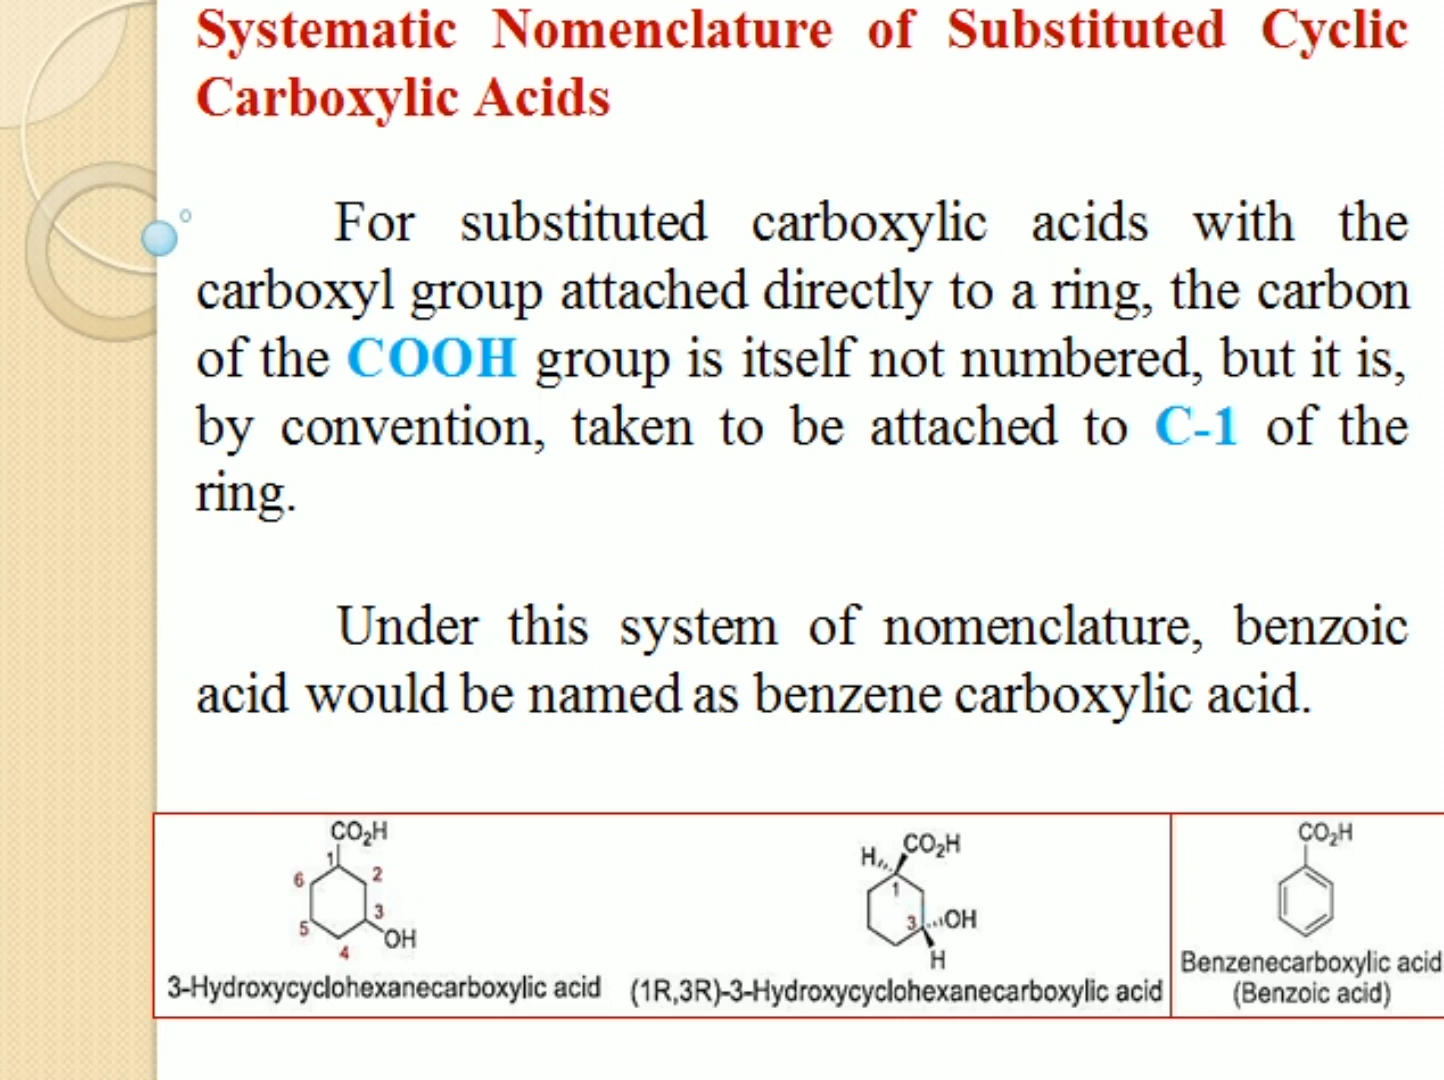 Systematic Nomenclature of Substituted Cyclic
Carboxylic Acids
For substituted carboxylic acids with the
carboxyl group attached directly to a ring, the carbon
of the COOH group is itself not numbered, but it is,
by convention, taken to be attached to C-1 of the
ring.
Under this system of nomenclature, benzoic
acid would be named as benzene carboxylic acid.
CO₂H
1
2
6
3
5
4
OH
3-Hydroxycyclohexanecarboxylic acid
H
CO₂H
1
3
OH
H
(1R,3R)-3-Hydroxycyclohexanecarboxylic acid
CO₂H
Benzenecarboxylic acid
(Benzoic acid)